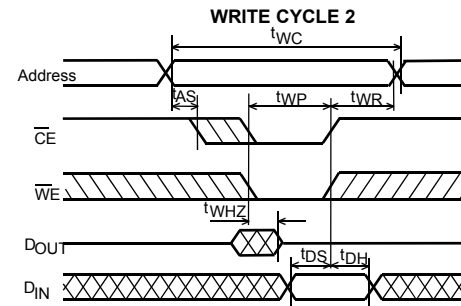 WRITE CYCLE 2
tWC
Address
tAS
tWP
tWR
CE
WE
tWHZ
DOUT
tDS
tDH
DIN